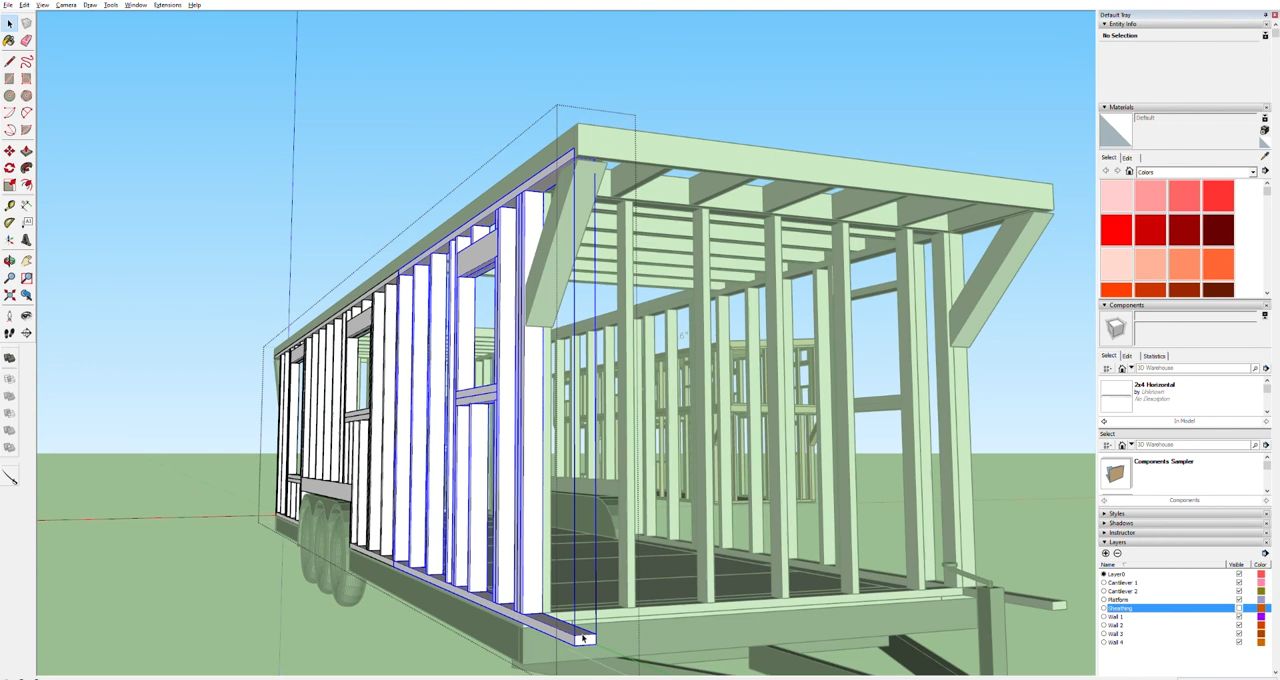 File Edit View Camera Draw Tools Window Extensions Help
Default Tray
Entity Info
No Selection
Materials
Default
Select Edit
Colors
Components
Select Edit Statistics
3D Warehouse
2x4 Horizontal
by Unknown
No Description
In Model
Select
3D Warehouse
Components Sampler
Components
Styles
Shadows
Instructor
Layers
Name Visible Color
Layer0
Cantilever 1
Cantilever 2
Platform
Sheathing
Wall 1
Wall 2
Wall 3
Wall 4